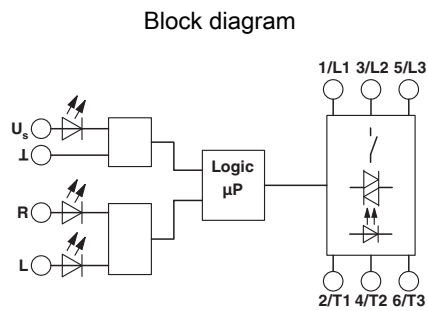 Block diagram
1/L1 3/L2 5/L3
Us
⊥
R
L
Logic
µP
2/T1 4/T2 6/T3